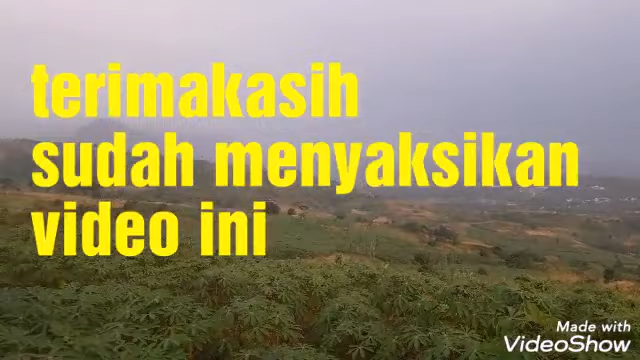 terimakasih
sudah menyaksikan
video ini
Made with
VideoShow